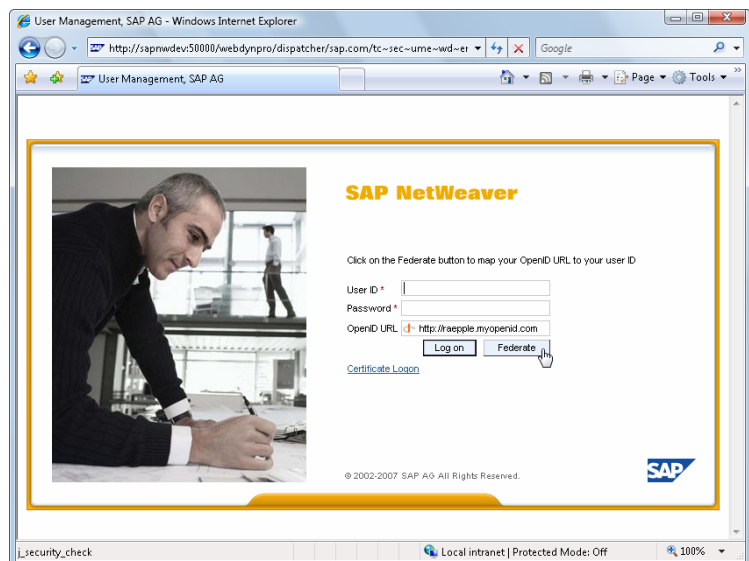 User Management, SAP AG - Windows Internet Explorer
http://sapnwdev:50000/webdynpro/dispatcher/sap.com/tc~sec~ume~wd~er
Google
User Management, SAP AG
Page
Tools
SAP NetWeaver
Click on the Federate button to map your OpenID URL to your user ID
User ID *
Password *
OpenID URL http://raepple.myopenid.com
Log on Federate
Certificate Logon
© 2002-2007 SAP AG All Rights Reserved.
SAP
j_security_check
Local intranet | Protected Mode: Off
100%